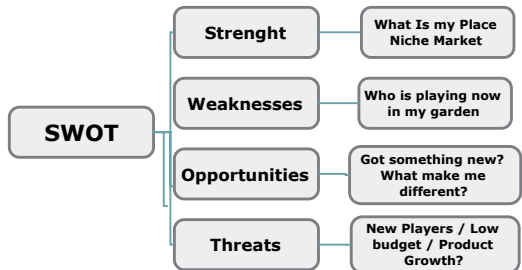 SWOT
Strenght
What Is my Place
Niche Market
Weaknesses
Who is playing now
in my garden
Opportunities
Got something new?
What make me
different?
Threats
New Players / Low
budget / Product
Growth?